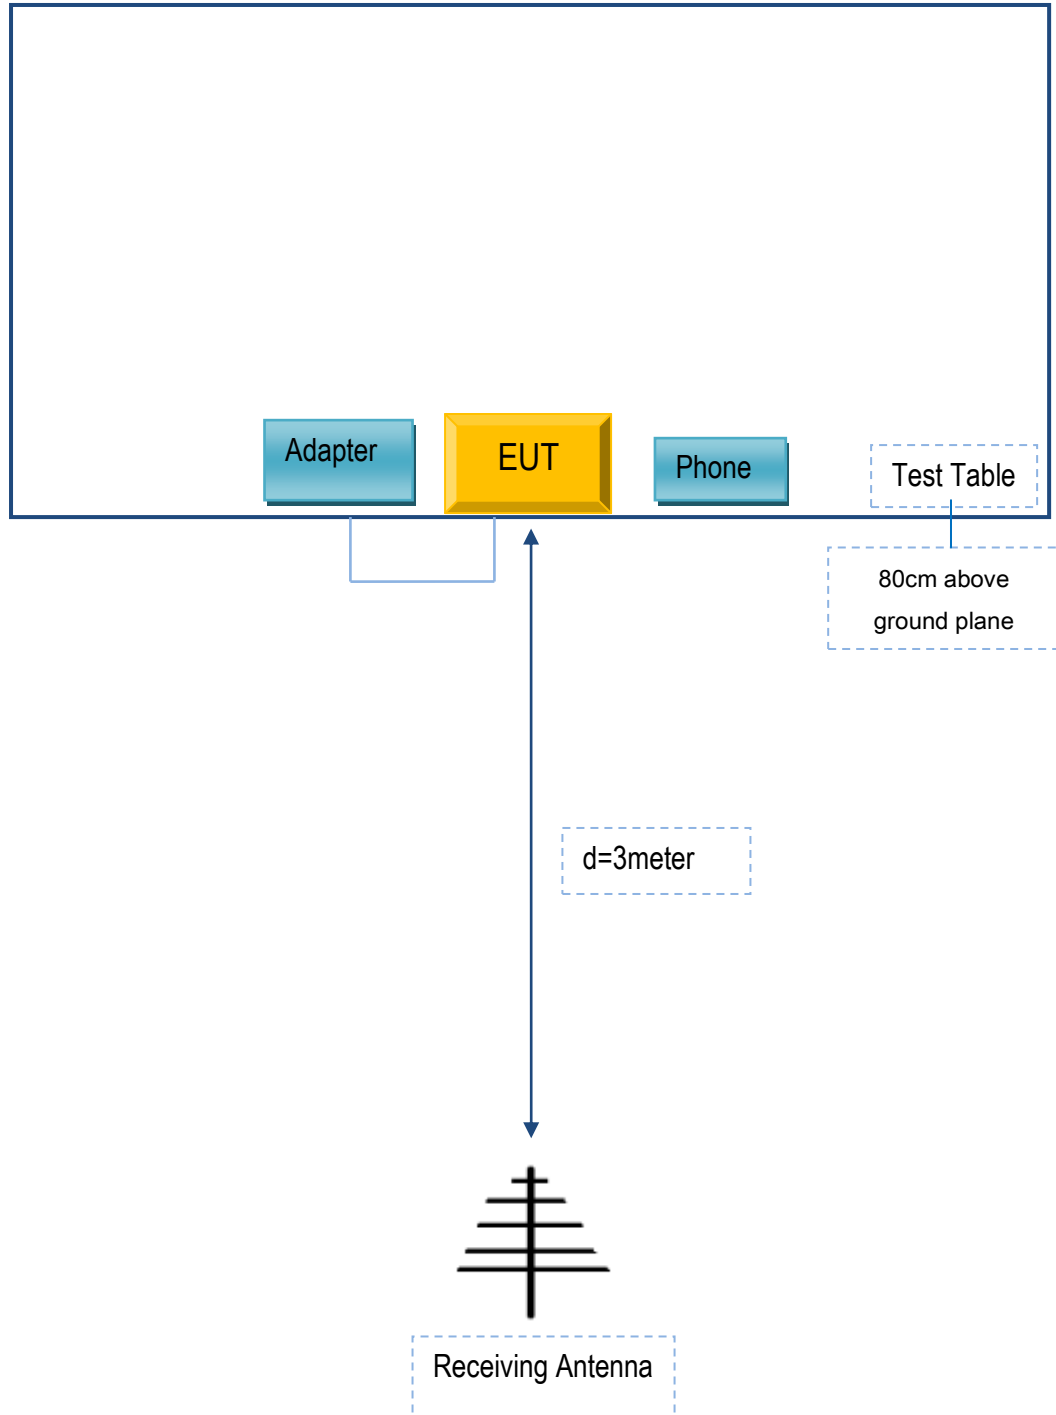 Adapter
EUT
Phone
Test Table
80cm above
ground plane
d=3meter
Receiving Antenna